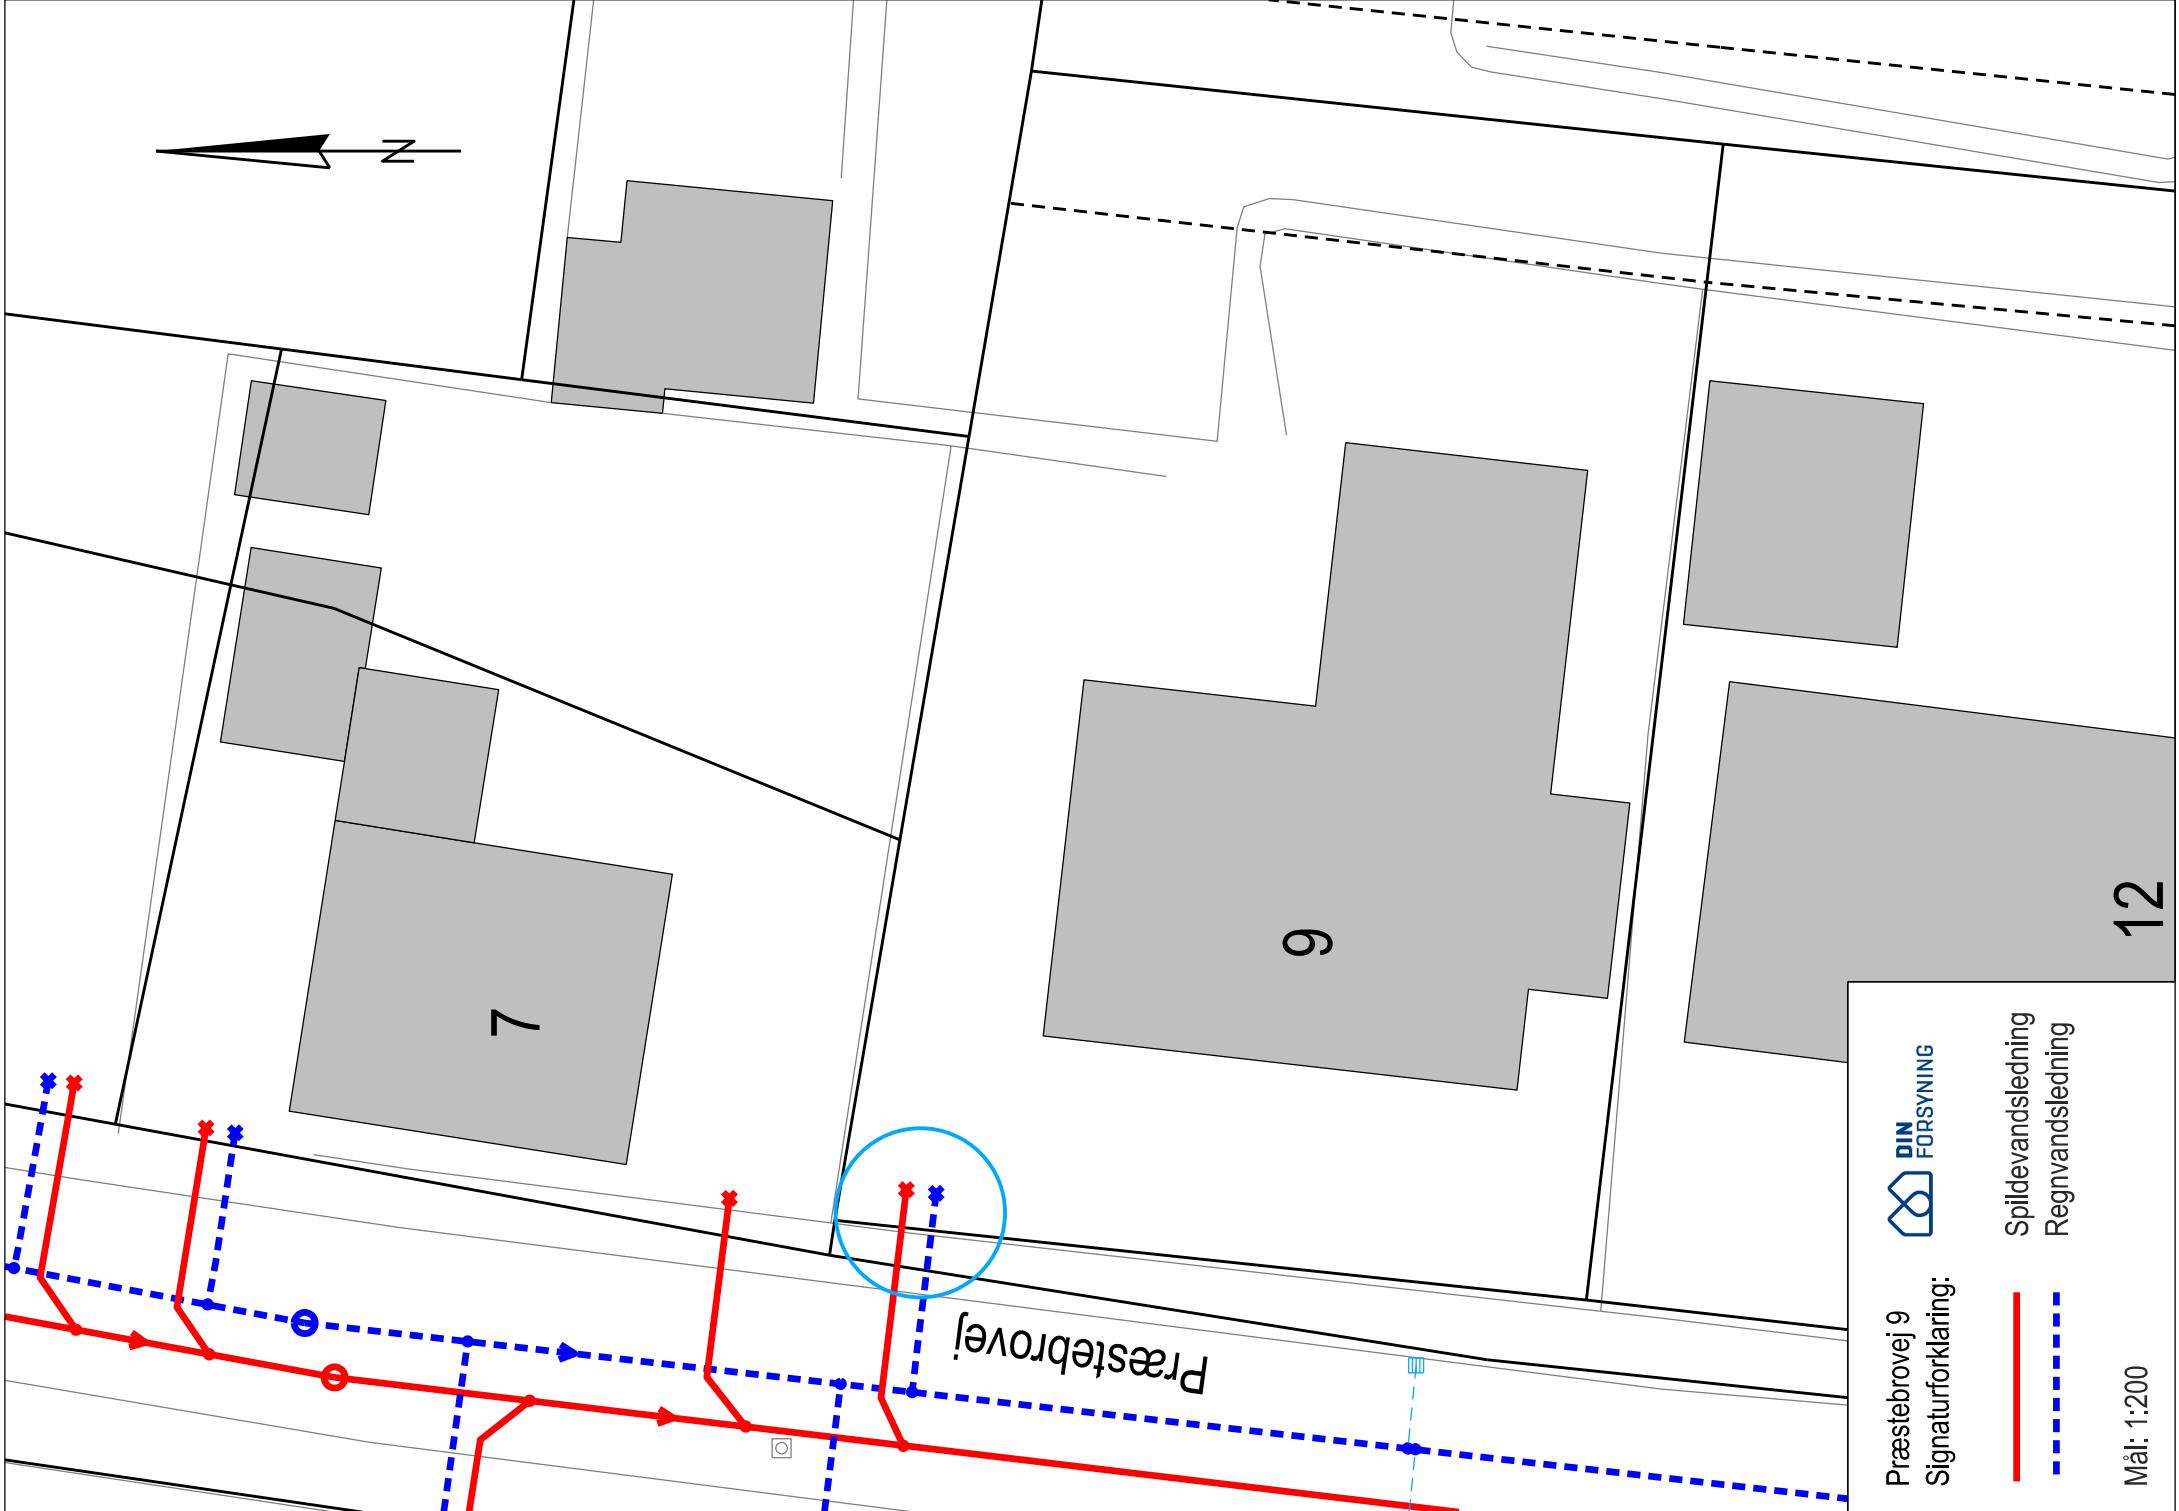 N
7
9
12
Præstebrovej
DIN
FORSYNING
Præstebrovej 9
Signaturforklaring:
Spildevandsledning
Regnvandsledning
Mål: 1:200